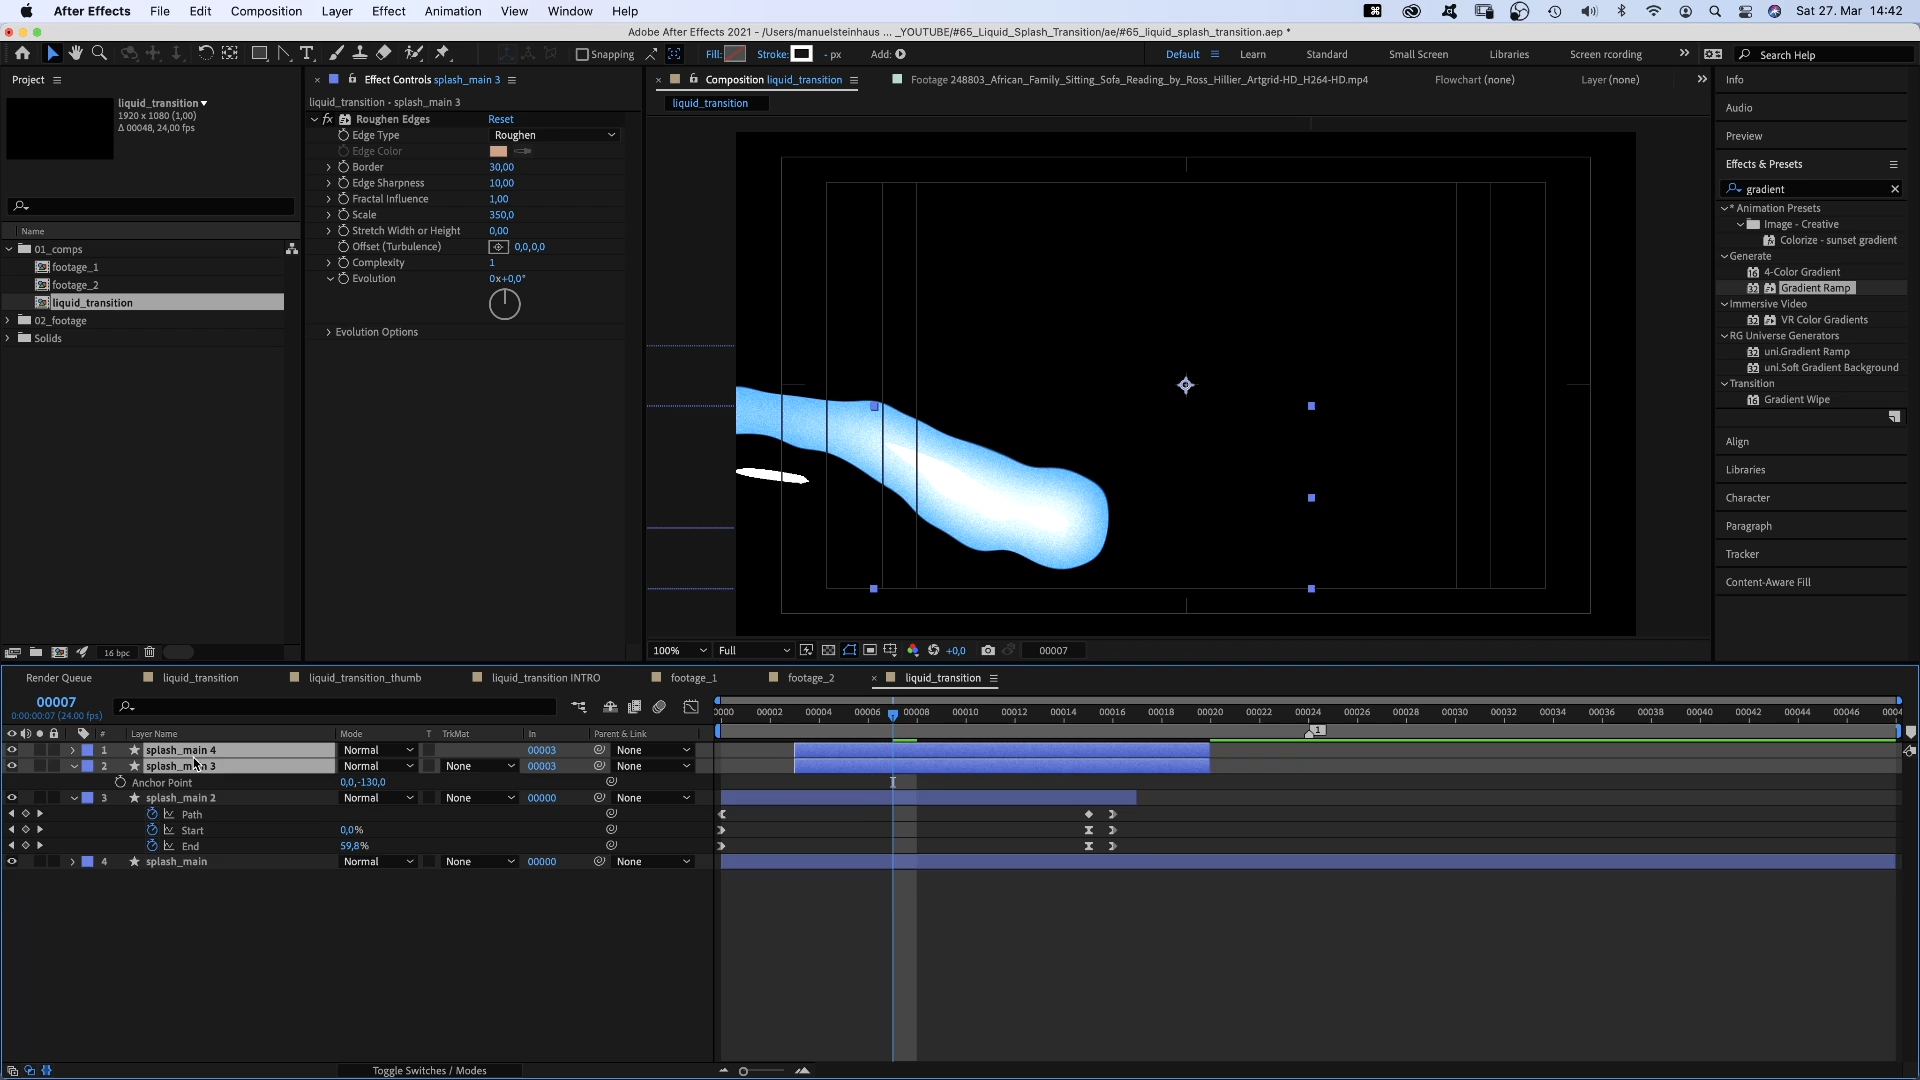 After Effects File Edit Composition Layer Effect Animation View Window Help Sat 27. Mar 14:42
Adobe After Effects 2021 - /Users/manuelsteinhaus ... _YOUTUBE/#65_Liquid_Splash_Transition/ae/#65_liquid_splash_transition.aep *
Snapping Fill: Stroke: - px Add: Default Learn Standard Small Screen Libraries Screen rcording Search Help
Project Effect Controls splash_main 3 Composition liquid_transition Footage 248803_African_Family_Sitting_Sofa_Reading_by_Ross_Hillier_Artgrid-HD_H264-HD.mp4 Flowchart (none) Layer (none) Info
liquid_transition
1920 x 1080 (1,00)
Δ 00048, 24,00 fps
liquid_transition • splash_main 3
liquid_transition
Audio
fx Roughen Edges Reset
Edge Type Roughen
Preview
Edge Color
Border 30,00
Effects & Presets
Edge Sharpness 10,00
gradient
Fractal Influence 1,00
* Animation Presets
Scale 350,0
Image - Creative
Stretch Width or Height 0,00
Colorize - sunset gradient
Name
Offset (Turbulence) 0,0,0,0
01_comps
Generate
Complexity 1
footage_1
4-Color Gradient
Evolution 0x+0,0°
footage_2
Gradient Ramp
liquid_transition
Immersive Video
02_footage
VR Color Gradients
Evolution Options
Solids
RG Universe Generators
uni.Gradient Ramp
uni.Soft Gradient Background
Transition
Gradient Wipe
Align
Libraries
Character
Paragraph
Tracker
Content-Aware Fill
16 bpc 100% Full +0,0 00007
Render Queue liquid_transition liquid_transition_thumb liquid_transition INTRO footage_1 footage_2 liquid_transition
00007
0:00:00:07 (24.00 fps)
0000 00002 00004 00006 00008 00010 00012 00014 00016 00018 00020 00022 00024 00026 00028 00030 00032 00034 00036 00038 00040 00042 00044 00046 0004
# Layer Name Mode T TrkMat In Parent & Link 1
1 splash_main 4 Normal 00003 None
2 splash_main 3 Normal None 00003 None
Anchor Point 0,0,-130,0
3 splash_main 2 Normal None 00000 None
Path
Start 0,0%
End 59,8%
4 splash_main Normal None 00000 None
Toggle Switches / Modes